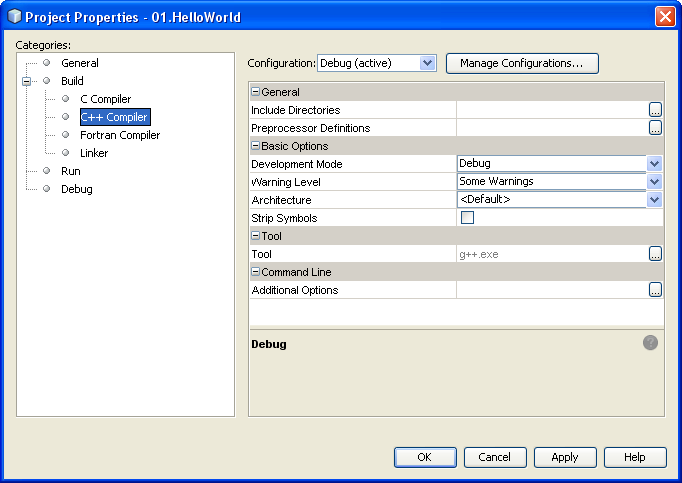 Project Properties - 01.HelloWorld
Categories:
General
Build
C Compiler
C++ Compiler
Fortran Compiler
Linker
Run
Debug
Configuration: Debug (active) Manage Configurations...
General
Include Directories ...
Preprocessor Definitions ...
Basic Options
Development Mode Debug
Warning Level Some Warnings
Architecture <Default>
Strip Symbols
Tool
Tool g++.exe ...
Command Line
Additional Options ...
Debug ?
OK Cancel Apply Help